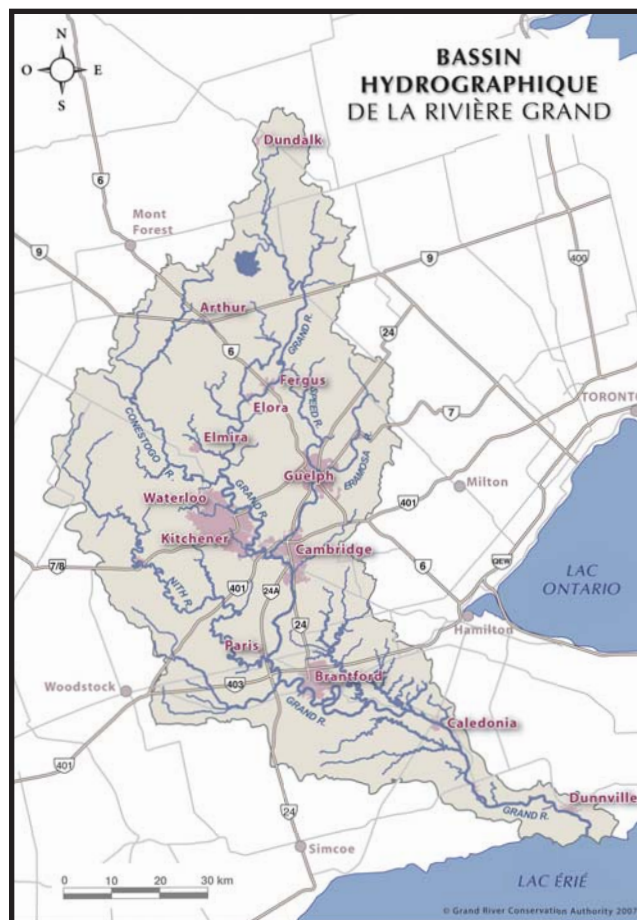 BASSIN
HYDROGRAPHIQUE
DE LA RIVIÈRE GRAND
N
O
E
S
Dundalk
6
Mont
Forest
9
9
400
Arthur
24
6
GRAND R.
Fergus
SPEED R.
Elora
7
TORONTO
CONESTOGO R.
Elmira
ERAMOSA R.
Guelph
Waterloo
GRAND R.
401
Milton
Kitchener
Cambridge
7/8
6
QEW
NITH R.
401
24A
LAC
ONTARIO
24
Hamilton
Paris
Woodstock
403
Brantford
GRAND R.
Caledonia
401
Dunnville
GRAND R.
24
Simcoe
0 10 20 30 km
LAC ÉRIÉ
© Grand River Conservation Authority 2007